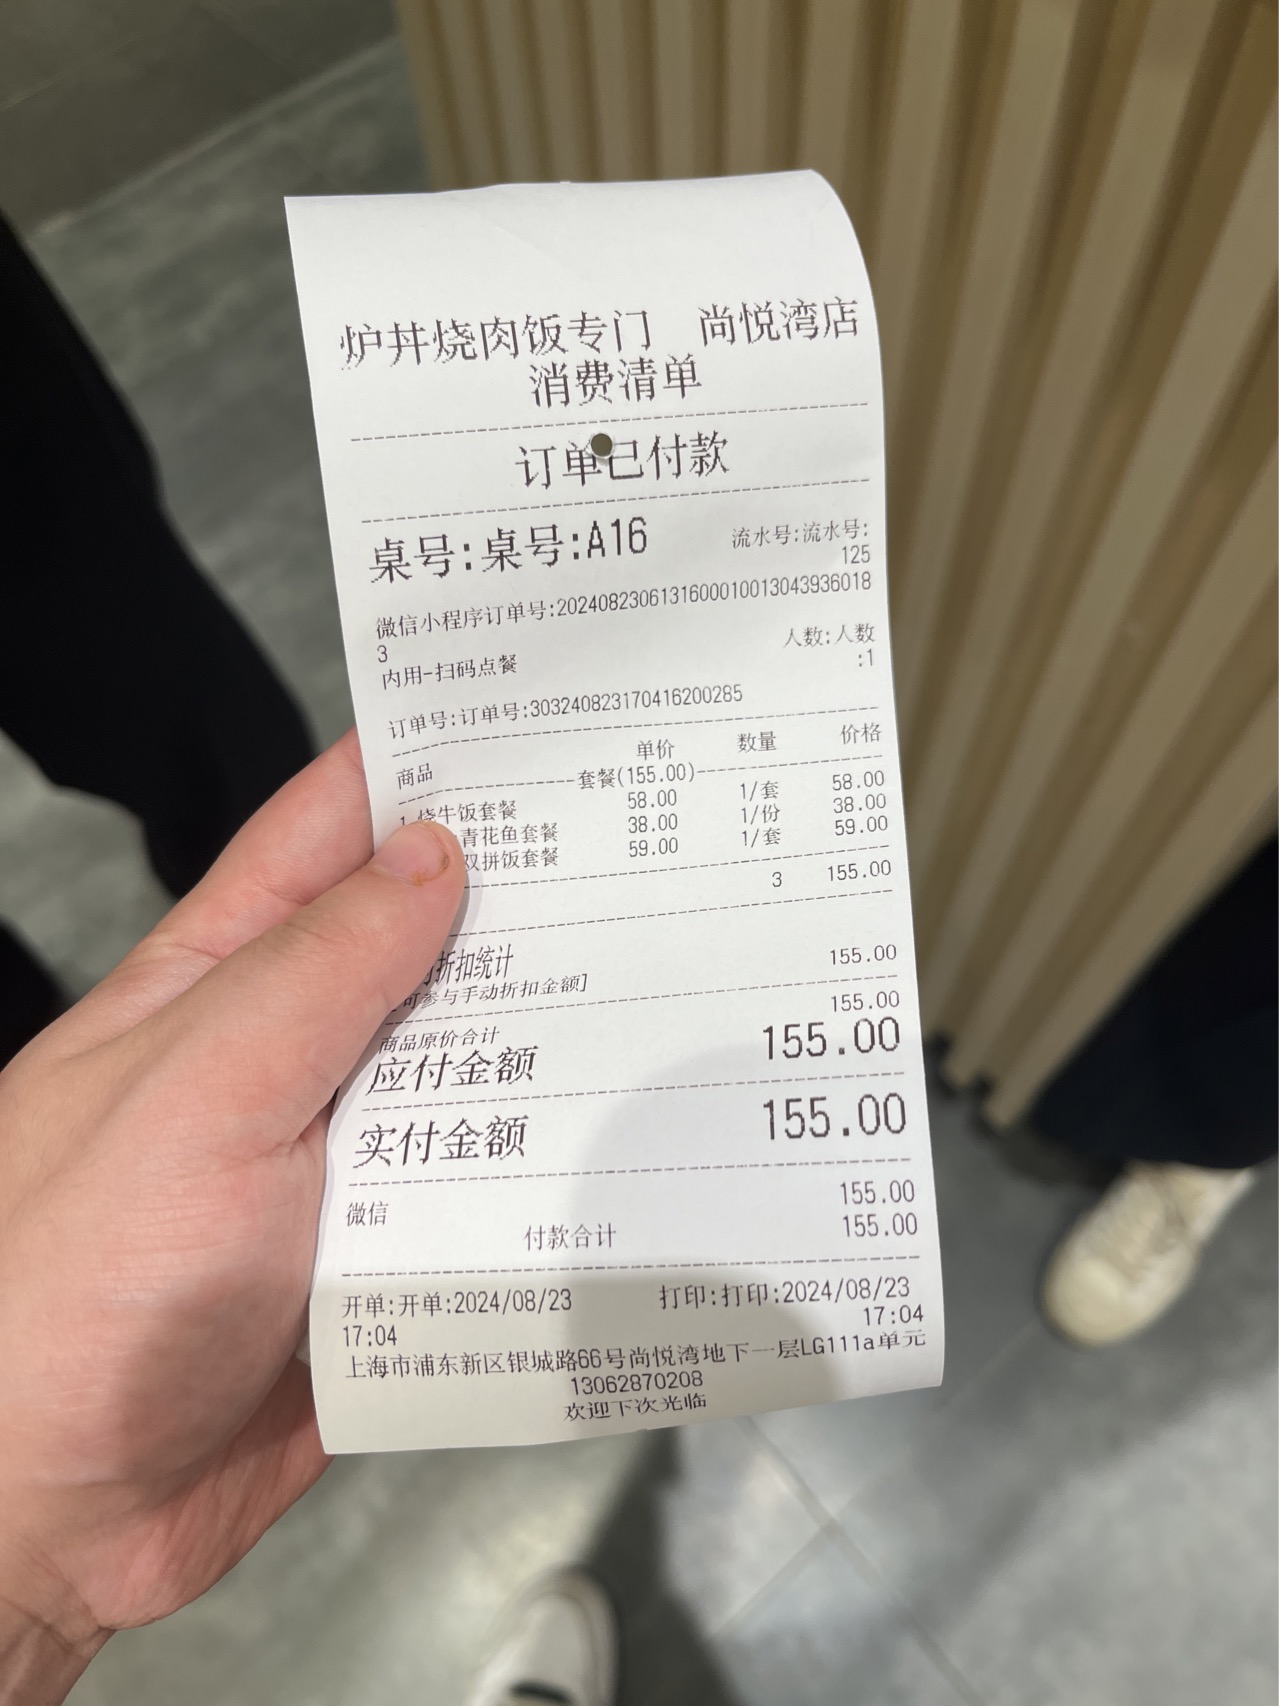 炉丼烧肉饭专门 尚悦湾店
消费清单
订单已付款
桌号:桌号:A16 流水号:流水号:
125
微信小程序订单号:2024082306131600010013043936018
3
内用-扫码点餐 人数:人数
:1
订单号:订单号:303240823170416200285
商品 单价 数量 价格
套餐(155.00)
1 烧牛饭套餐 58.00 1/套 58.00
青花鱼套餐 38.00 1/份 38.00
双拼饭套餐 59.00 1/套 59.00
3 155.00
折扣统计 155.00
可参与手动折扣金额]
商品原价合计 155.00
应付金额 155.00
实付金额 155.00
微信 155.00
付款合计 155.00
开单:开单:2024/08/23 打印:打印:2024/08/23
17:04 17:04
上海市浦东新区银城路66号尚悦湾地下一层LG111a单元
13062870208
欢迎下次光临